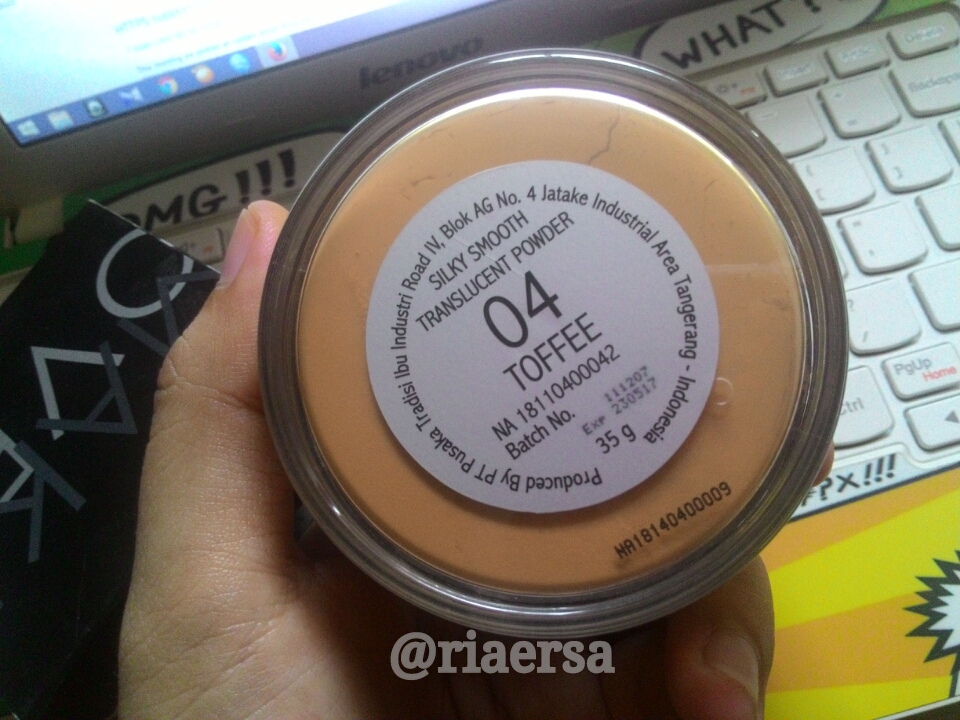 lenovo
WHAT?
OMG !!!
Backspace
PgUp
Home
Ctrl
#?X!!!
Produced By PT Pusaka Tradisi Ibu Industri Road IV, Blok AG No. 4 Jatake Industrial Area Tangerang - Indonesia
SILKY SMOOTH
TRANSLUCENT POWDER
04
TOFFEE
NA 18110400042
Batch No. 111207
Exp 230517
35 g
NA18140400009
@riaersa